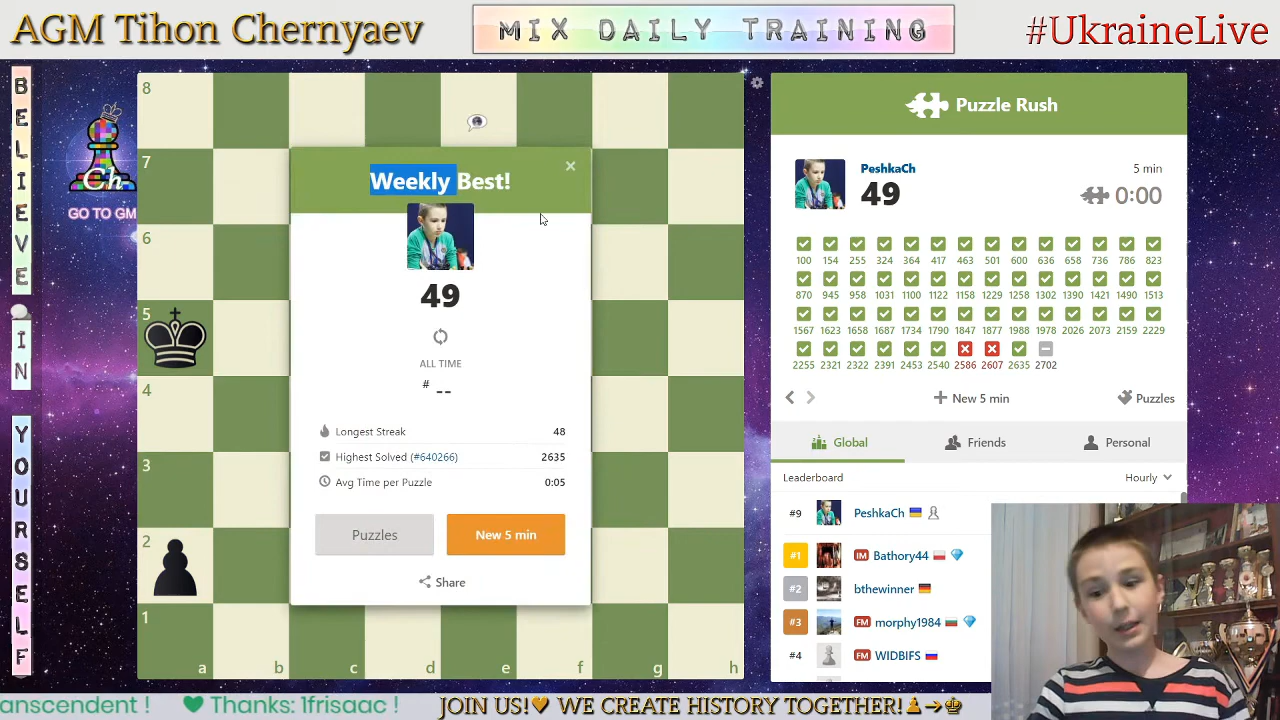 AGM Tihon Chernyaev
MIX DAILY TRAINING
#UkraineLive
BELIEVE
IN
YOURSELF
Ch
GO TO GM
8
7
6
5
4
3
2
1
a b c d e f g h
Weekly Best!
49
ALL TIME
# --
Longest Streak 48
Highest Solved (#640266) 2635
Avg Time per Puzzle 0:05
Puzzles
New 5 min
Share
Puzzle Rush
PeshkaCh
5 min
49
0:00
100 154 255 324 364 417 463 501 600 636 658 736 786 823
870 945 958 1031 1100 1122 1158 1229 1258 1302 1390 1421 1490 1513
1567 1623 1658 1687 1734 1790 1847 1877 1988 1978 2026 2073 2159 2229
2255 2321 2322 2391 2453 2540 2586 2607 2635 2702
New 5 min
Puzzles
Global
Friends
Personal
Leaderboard
Hourly
#9 PeshkaCh
#1 IM Bathory44
#2 bthewinner
#3 FM morphy1984
#4 FM WIDBIFS
anscendent ! Thanks: 1frisaac ! JOIN US! WE CREATE HISTORY TOGETHER!